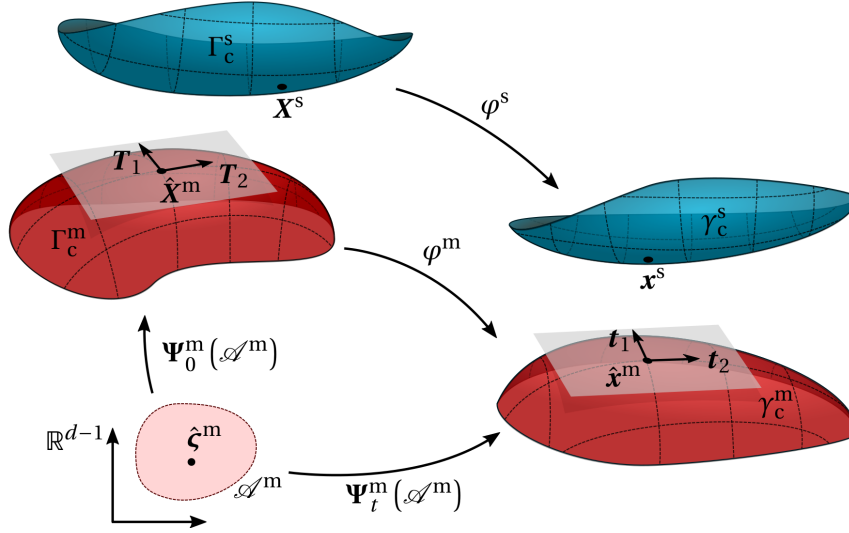 Γ_c^s
X^s
φ^s
T_1
T_2
X̂^m
Γ_c^m
γ_c^s
x^s
φ^m
t_1
t_2
x̂^m
γ_c^m
Ψ_0^m (𝒜^m)
ℝ^{d−1}
ς̂^m
𝒜^m
Ψ_t^m (𝒜^m)